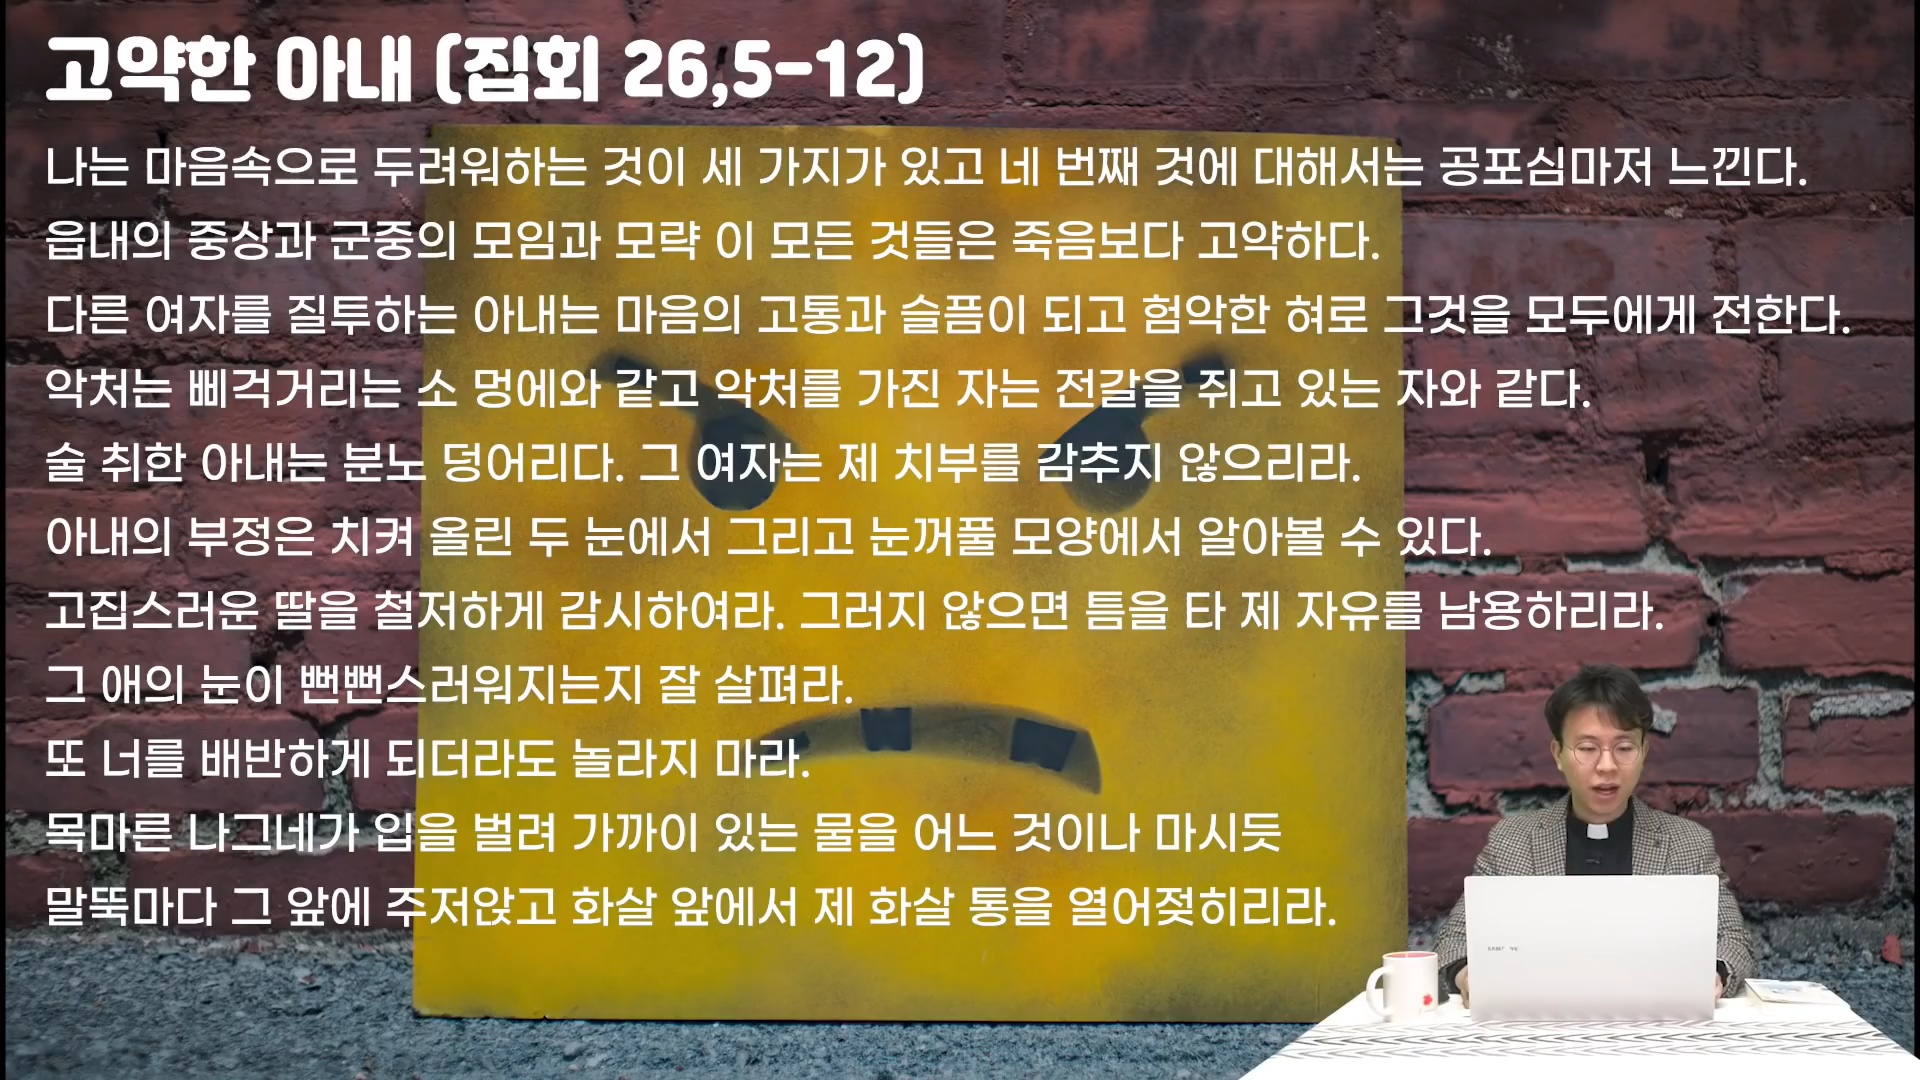 고약한 아내 (집회 26,5-12)
나는 마음속으로 두려워하는 것이 세 가지가 있고 네 번째 것에 대해서는 공포심마저 느낀다.
읍내의 중상과 군중의 모임과 모략 이 모든 것들은 죽음보다 고약하다.
다른 여자를 질투하는 아내는 마음의 고통과 슬픔이 되고 험악한 혀로 그것을 모두에게 전한다.
악처는 삐걱거리는 소 멍에와 같고 악처를 가진 자는 전갈을 쥐고 있는 자와 같다.
술 취한 아내는 분노 덩어리다. 그 여자는 제 치부를 감추지 않으리라.
아내의 부정은 치켜 올린 두 눈에서 그리고 눈꺼풀 모양에서 알아볼 수 있다.
고집스러운 딸을 철저하게 감시하여라. 그러지 않으면 틈을 타 제 자유를 남용하리라.
그 애의 눈이 뻔뻔스러워지는지 잘 살펴라.
또 너를 배반하게 되더라도 놀라지 마라.
목마른 나그네가 입을 벌려 가까이 있는 물을 어느 것이나 마시듯
말뚝마다 그 앞에 주저앉고 화살 앞에서 제 화살 통을 열어젖히리라.